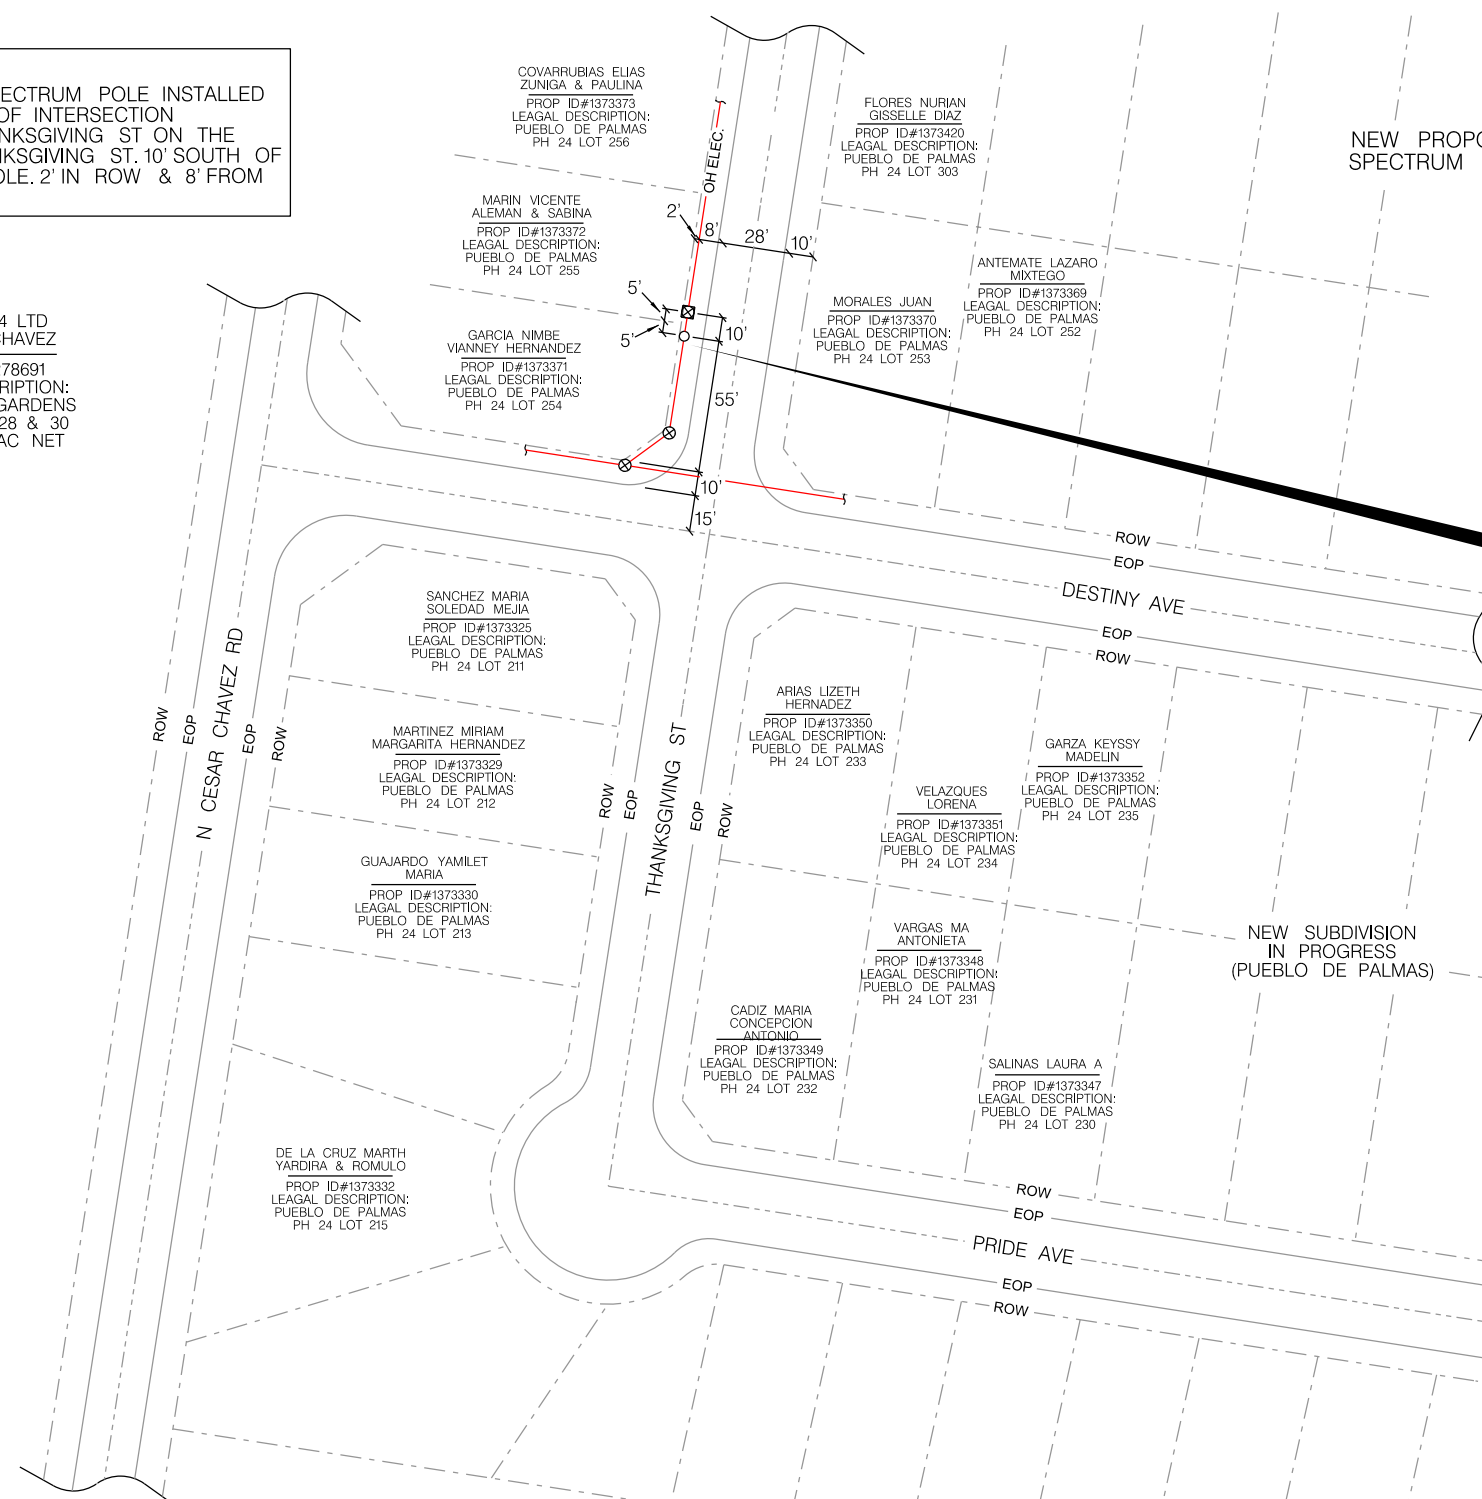 ECTRUM POLE INSTALLED
OF INTERSECTION
NKSGIVING ST ON THE
KSGIVING ST. 10' SOUTH OF
OLE. 2' IN ROW & 8' FROM
4 LTD
CHAVEZ
278691
RIPTION:
GARDENS
28 & 30
AC NET
COVARRUBIAS ELIAS
ZUNIGA & PAULINA
PROP ID#1373373
LEAGAL DESCRIPTION:
PUEBLO DE PALMAS
PH 24 LOT 256
MARIN VICENTE
ALEMAN & SABINA
PROP ID#1373372
LEAGAL DESCRIPTION:
PUEBLO DE PALMAS
PH 24 LOT 255
GARCIA NIMBE
VIANNEY HERNANDEZ
PROP ID#1373371
LEAGAL DESCRIPTION:
PUEBLO DE PALMAS
PH 24 LOT 254
OH ELEC.
2'
8'
28'
10'
5'
5'
10'
55'
10'
15'
FLORES NURIAN
GISSELLE DIAZ
PROP ID#1373420
LEAGAL DESCRIPTION:
PUEBLO DE PALMAS
PH 24 LOT 303
NEW PROPO
SPECTRUM
ANTEMATE LAZARO
MIXTEGO
PROP ID#1373369
LEAGAL DESCRIPTION:
PUEBLO DE PALMAS
PH 24 LOT 252
MORALES JUAN
PROP ID#1373370
LEAGAL DESCRIPTION:
PUEBLO DE PALMAS
PH 24 LOT 253
ROW
EOP
DESTINY AVE
EOP
ROW
SANCHEZ MARIA
SOLEDAD MEJIA
PROP ID#1373325
LEAGAL DESCRIPTION:
PUEBLO DE PALMAS
PH 24 LOT 211
ROW
EOP
N CESAR CHAVEZ RD
EOP
ROW
MARTINEZ MIRIAM
MARGARITA HERNANDEZ
PROP ID#1373329
LEAGAL DESCRIPTION:
PUEBLO DE PALMAS
PH 24 LOT 212
GUAJARDO YAMILET
MARIA
PROP ID#1373330
LEAGAL DESCRIPTION:
PUEBLO DE PALMAS
PH 24 LOT 213
ROW
EOP
THANKSGIVING ST
EOP
ROW
ARIAS LIZETH
HERNADEZ
PROP ID#1373350
LEAGAL DESCRIPTION:
PUEBLO DE PALMAS
PH 24 LOT 233
VELAZQUES
LORENA
PROP ID#1373351
LEAGAL DESCRIPTION:
PUEBLO DE PALMAS
PH 24 LOT 234
GARZA KEYSSY
MADELIN
PROP ID#1373352
LEAGAL DESCRIPTION:
PUEBLO DE PALMAS
PH 24 LOT 235
VARGAS MA
ANTONIETA
PROP ID#1373348
LEAGAL DESCRIPTION:
PUEBLO DE PALMAS
PH 24 LOT 231
NEW SUBDIVISION
IN PROGRESS
(PUEBLO DE PALMAS)
CADIZ MARIA
CONCEPCION
ANTONIO
PROP ID#1373349
LEAGAL DESCRIPTION:
PUEBLO DE PALMAS
PH 24 LOT 232
SALINAS LAURA A
PROP ID#1373347
LEAGAL DESCRIPTION:
PUEBLO DE PALMAS
PH 24 LOT 230
DE LA CRUZ MARTH
YARDIRA & ROMULO
PROP ID#1373332
LEAGAL DESCRIPTION:
PUEBLO DE PALMAS
PH 24 LOT 215
ROW
EOP
PRIDE AVE
EOP
ROW